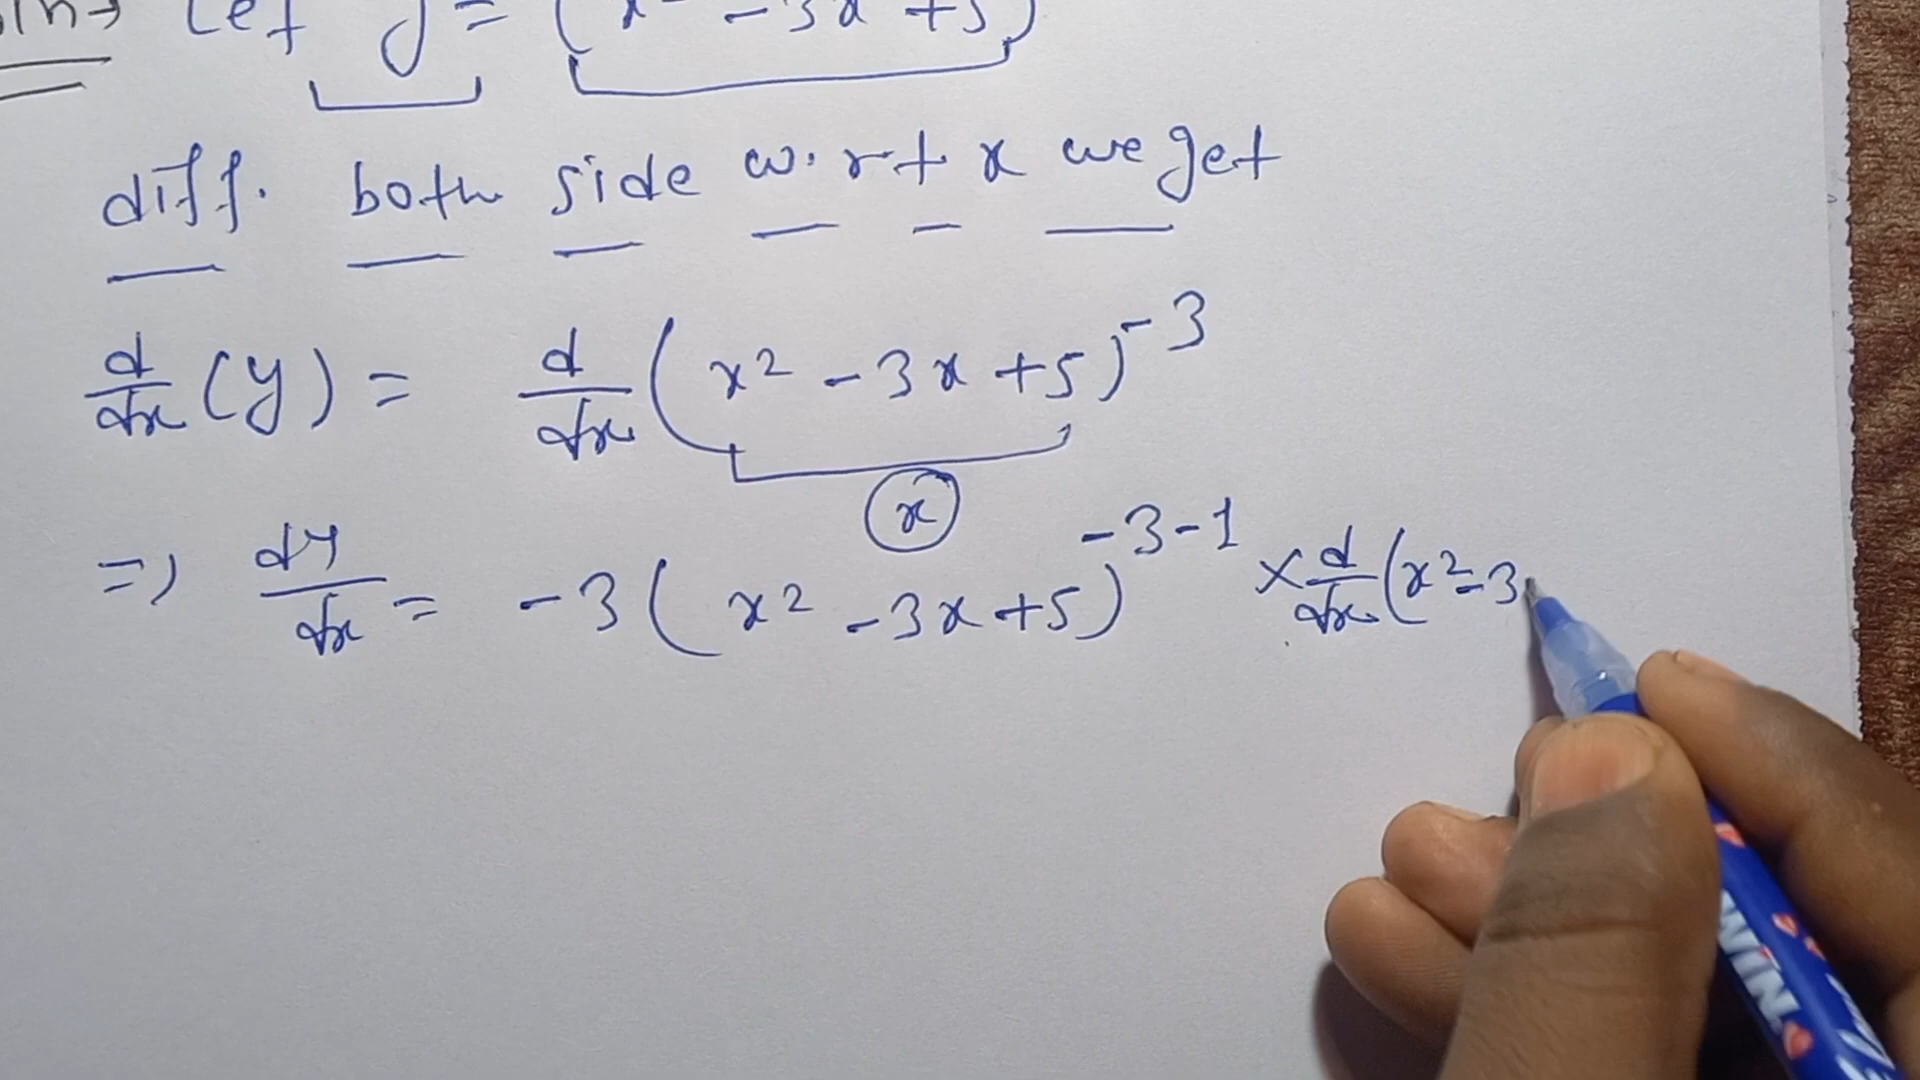 Let y = (x² - 3x + 5)
diff. both side w.r.t x we get
d/dx (y) = d/dx (x² - 3x + 5)⁻³
x
=> dy/dx = -3 (x² - 3x + 5)⁻³⁻¹ × d/dx (x² - 3